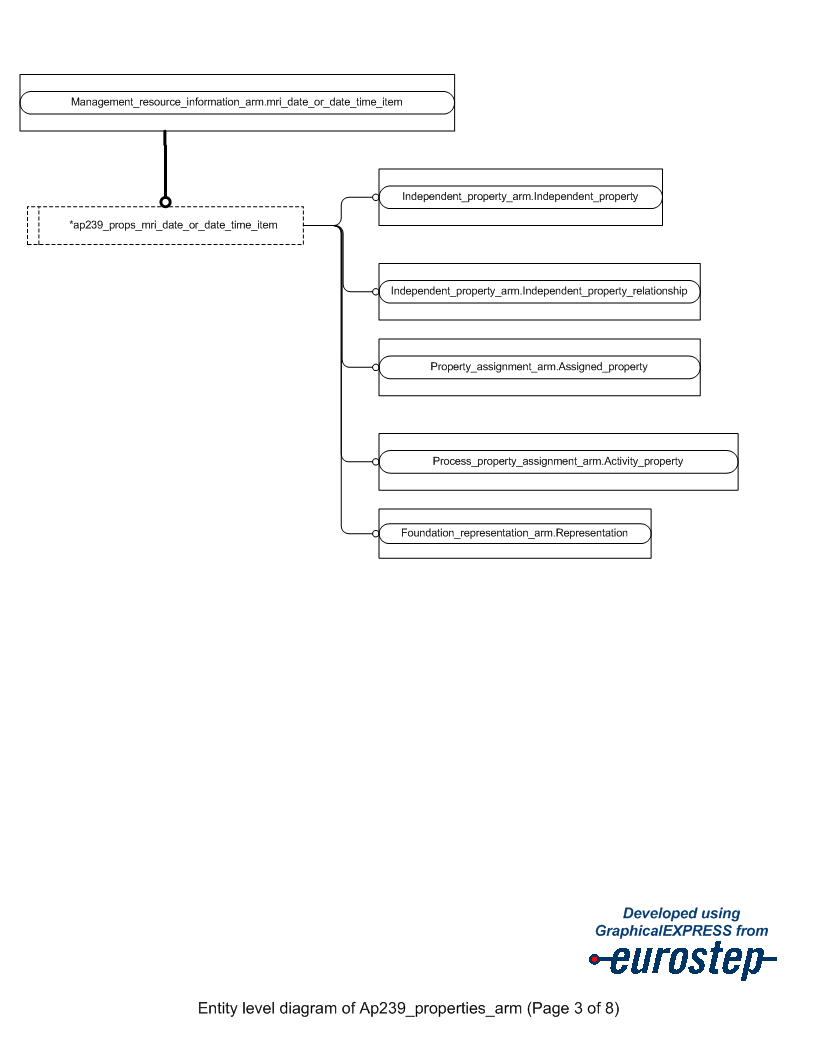 Management_resource_information_arm.mri_date_or_date_time_item
*ap239_props_mri_date_or_date_time_item
Independent_property_arm.Independent_property
Independent_property_arm.Independent_property_relationship
Property_assignment_arm.Assigned_property
Process_property_assignment_arm.Activity_property
Foundation_representation_arm.Representation
Developed using
GraphicalEXPRESS from
eurostep
Entity level diagram of Ap239_properties_arm (Page 3 of 8)